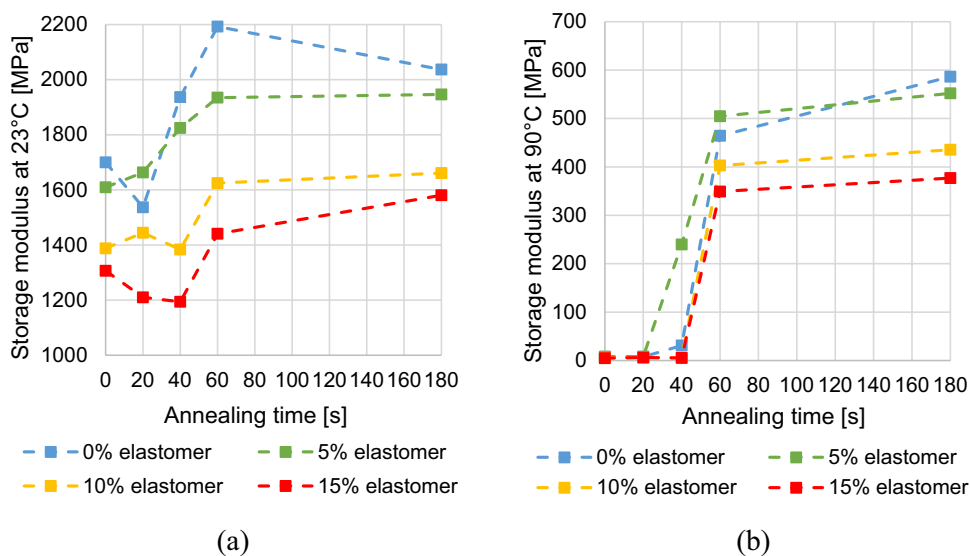 Storage modulus at 23°C [MPa]
2200
2000
1800
1600
1400
1200
1000
0 20 40 60 80 100 120 140 160 180
Annealing time [s]
0% elastomer 5% elastomer
10% elastomer 15% elastomer
(a)
Storage modulus at 90°C [MPa]
700
600
500
400
300
200
100
0
0 20 40 60 80 100 120 140 160 180
Annealing time [s]
0% elastomer 5% elastomer
10% elastomer 15% elastomer
(b)